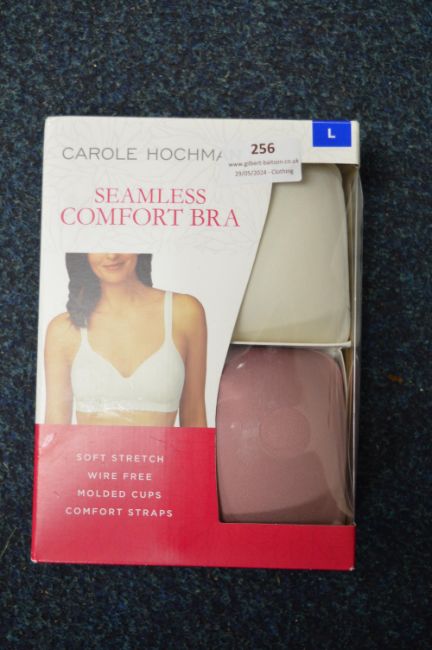 L
CAROLE HOCHMA
256
www.gilbert-baitson.co.uk
29/05/2024 - Clothing
SEAMLESS
COMFORT BRA
SOFT STRETCH
WIRE FREE
MOLDED CUPS
COMFORT STRAPS